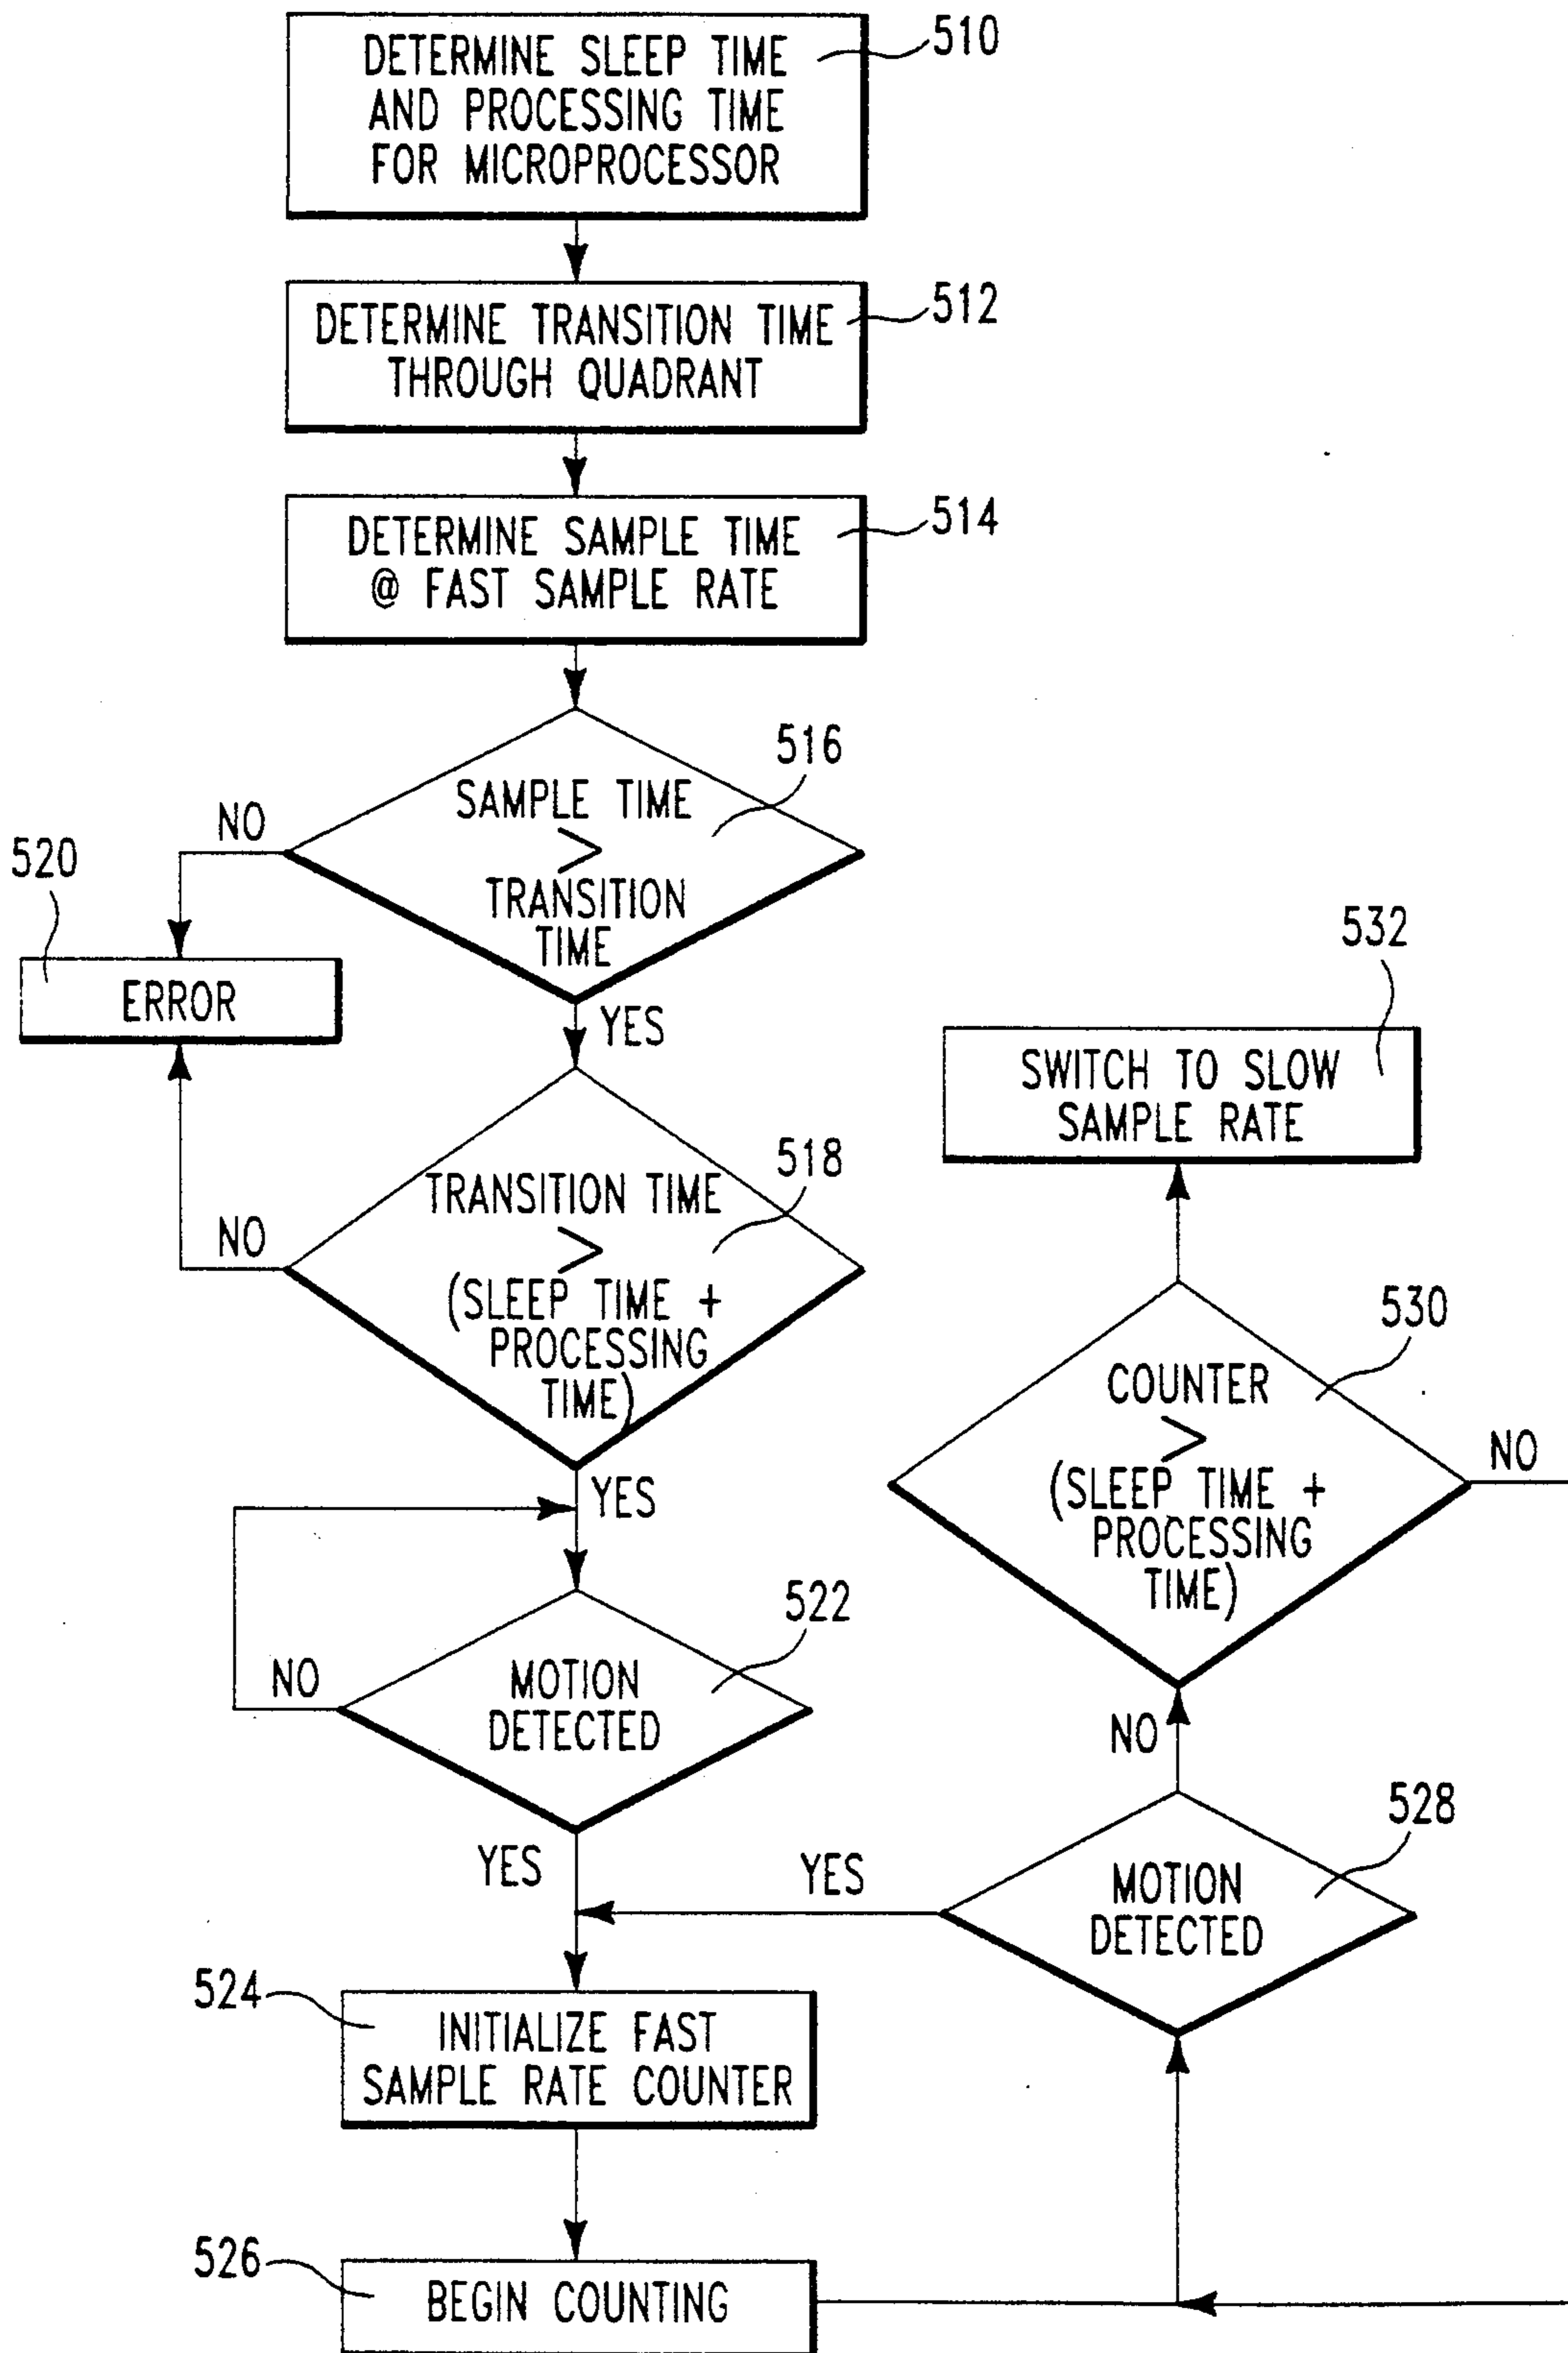 DETERMINE SLEEP TIME
AND PROCESSING TIME
FOR MICROPROCESSOR
510
DETERMINE TRANSITION TIME
THROUGH QUADRANT
512
DETERMINE SAMPLE TIME
@ FAST SAMPLE RATE
514
SAMPLE TIME
>
TRANSITION
TIME
516
NO
520
ERROR
YES
TRANSITION TIME
>
(SLEEP TIME +
PROCESSING
TIME)
518
NO
YES
MOTION
DETECTED
522
NO
YES
524
INITIALIZE FAST
SAMPLE RATE COUNTER
526
BEGIN COUNTING
MOTION
DETECTED
528
YES
NO
COUNTER
>
(SLEEP TIME +
PROCESSING
TIME)
530
NO
532
SWITCH TO SLOW
SAMPLE RATE